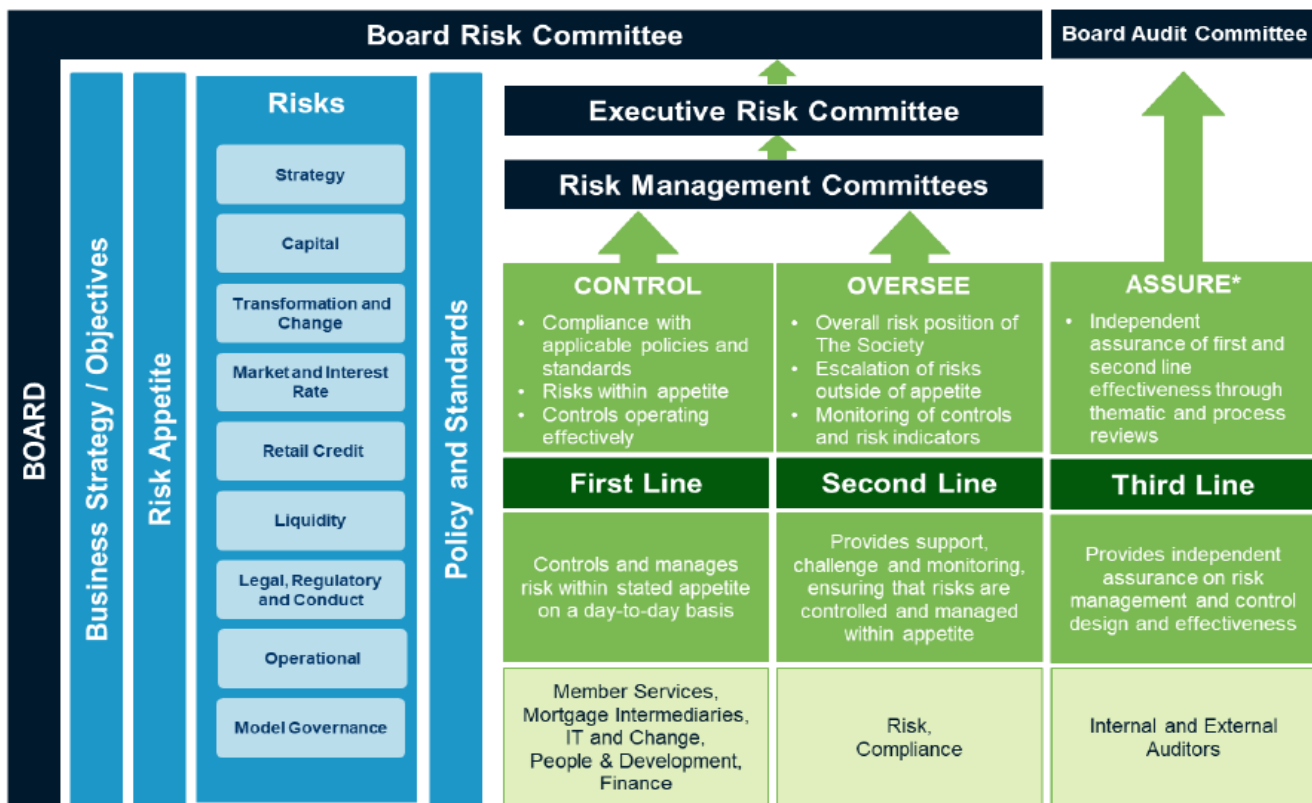 Board Risk Committee
Board Audit Committee
BOARD
Business Strategy / Objectives
Risk Appetite
Risks
Strategy
Capital
Transformation and
Change
Market and Interest
Rate
Retail Credit
Liquidity
Legal, Regulatory
and Conduct
Operational
Model Governance
Policy and Standards
Executive Risk Committee
Risk Management Committees
CONTROL
• Compliance with
applicable policies and
standards
• Risks within appetite
• Controls operating
effectively
First Line
Controls and manages
risk within stated appetite
on a day-to-day basis
Member Services,
Mortgage Intermediaries,
IT and Change,
People & Development,
Finance
OVERSEE
• Overall risk position of
The Society
• Escalation of risks
outside of appetite
• Monitoring of controls
and risk indicators
Second Line
Provides support,
challenge and monitoring,
ensuring that risks are
controlled and managed
within appetite
Risk,
Compliance
ASSURE*
• Independent
assurance of first and
second line
effectiveness through
thematic and process
reviews
Third Line
Provides independent
assurance on risk
management and control
design and effectiveness
Internal and External
Auditors